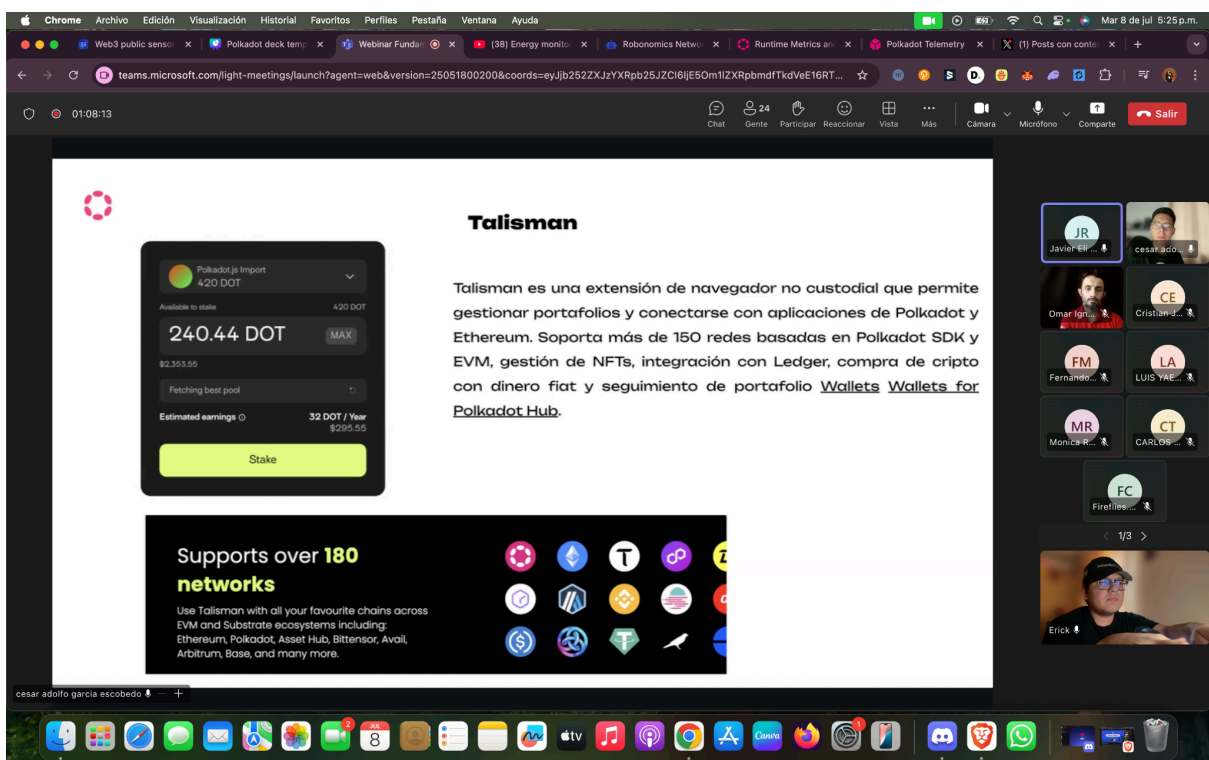 Chrome Archivo Edición Visualización Historial Favoritos Perfiles Pestaña Ventana Ayuda
Mar 8 de jul 5:25 p.m.
Web3 public sens
Polkadot deck temp
Webinar Fundam
(38) Energy monito
Robonomics Netwo
Runtime Metrics an
Polkadot Telemetry
(1) Posts con conte
teams.microsoft.com/light-meetings/launch?agent=web&version=25051800200&coords=
01:08:13
24
Chat Gente Participar Reaccionar Vista Más Cámara Micrófono Comparte
Salir
Talisman
Talisman es una extensión de navegador no custodial que permite
gestionar portafolios y conectarse con aplicaciones de Polkadot y
Ethereum. Soporta más de 150 redes basadas en Polkadot SDK y
EVM, gestión de NFTs, integración con Ledger, compra de cripto
con dinero fiat y seguimiento de portafolio Wallets Wallets for
Polkadot Hub.
Polkadot.js Import
420 DOT
Available to stake 420 DOT
240.44 DOT MAX
$2,353.55
Fetching best pool
Estimated earnings 32 DOT / Year
$295.55
Stake
Supports over 180
networks
Use Talisman with all your favourite chains across
EVM and Substrate ecosystems including:
Ethereum, Polkadot, Asset Hub, Bittensor, Avail,
Arbitrum, Base, and many more.
JR
Javier Eli ...
cesar ado...
Omar Ign...
CE
Cristian J...
FM
Fernando...
LA
LUIS YAE...
MR
Monica R...
CT
CARLOS ...
FC
Fireflies....
1/3
Erick
cesar adolfo garcia escobedo
2
JUL
8
tv
Canva
1